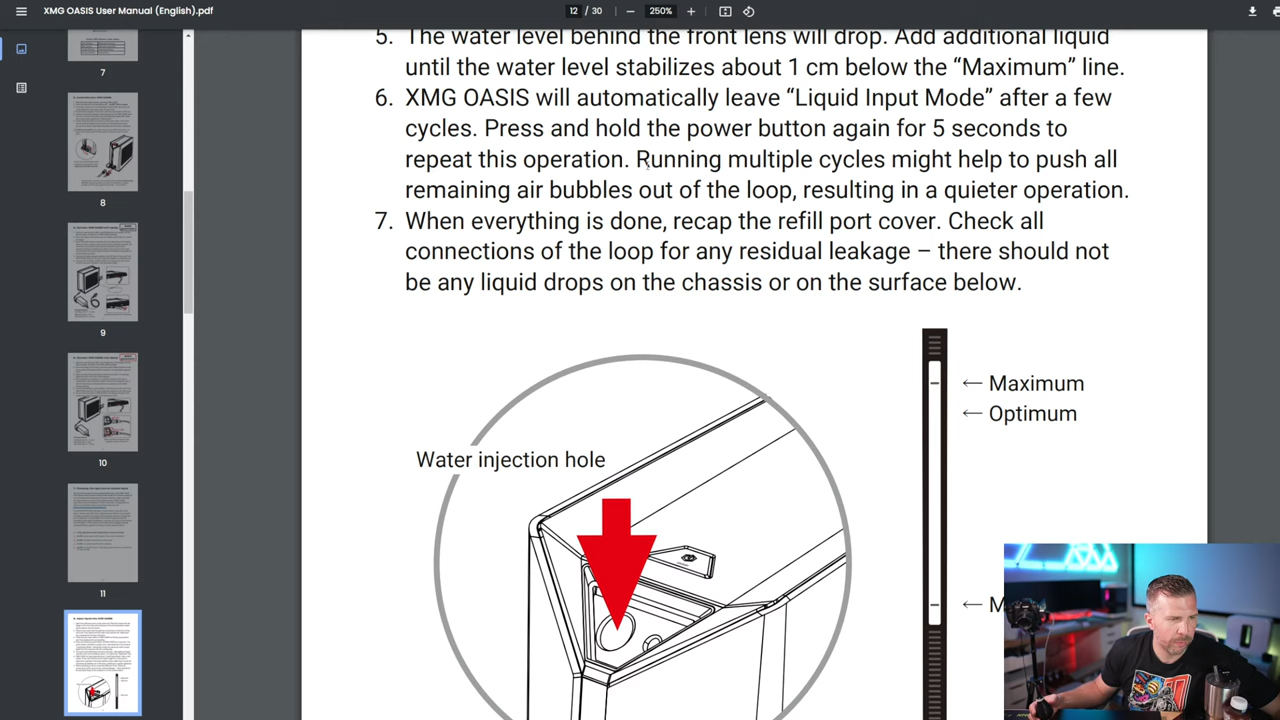 XMG OASIS User Manual (English).pdf
12 / 30
250%
5. The water level behind the front lens will drop. Add additional liquid
until the water level stabilizes about 1 cm below the “Maximum” line.
6. XMG OASIS will automatically leave “Liquid Input Mode” after a few
cycles. Press and hold the power button again for 5 seconds to
repeat this operation. Running multiple cycles might help to push all
remaining air bubbles out of the loop, resulting in a quieter operation.
7. When everything is done, recap the refill port cover. Check all
connections of the loop for any residual leakage – there should not
be any liquid drops on the chassis or on the surface below.
← Maximum
← Optimum
Water injection hole
←
7
8
9
10
11